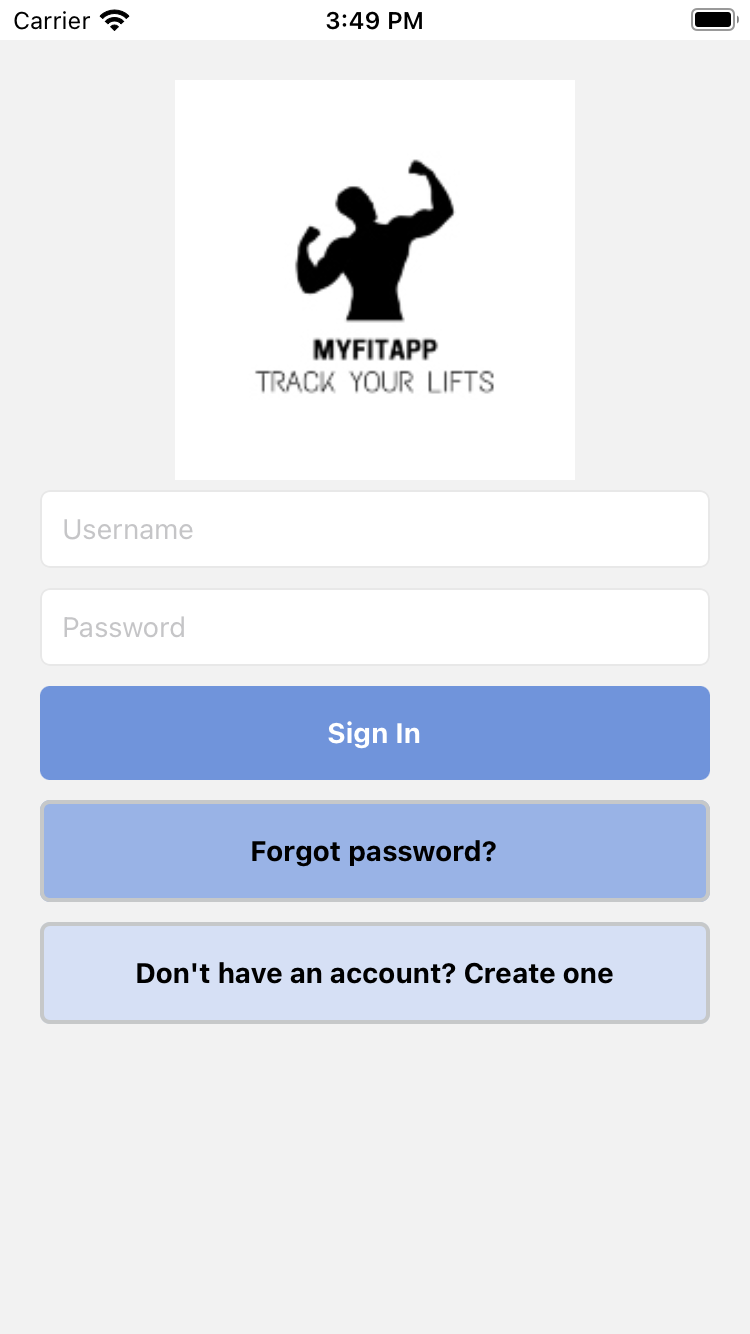 Carrier 3:49 PM
MYFITAPP
TRACK YOUR LIFTS
Username
Password
Sign In
Forgot password?
Don't have an account? Create one